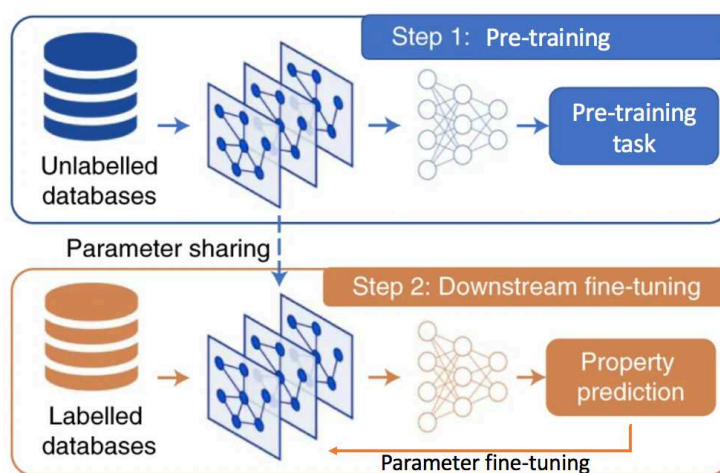 Step 1: Pre-training
Unlabelled
databases
Pre-training
task
Parameter sharing
Step 2: Downstream fine-tuning
Labelled
databases
Property
prediction
Parameter fine-tuning